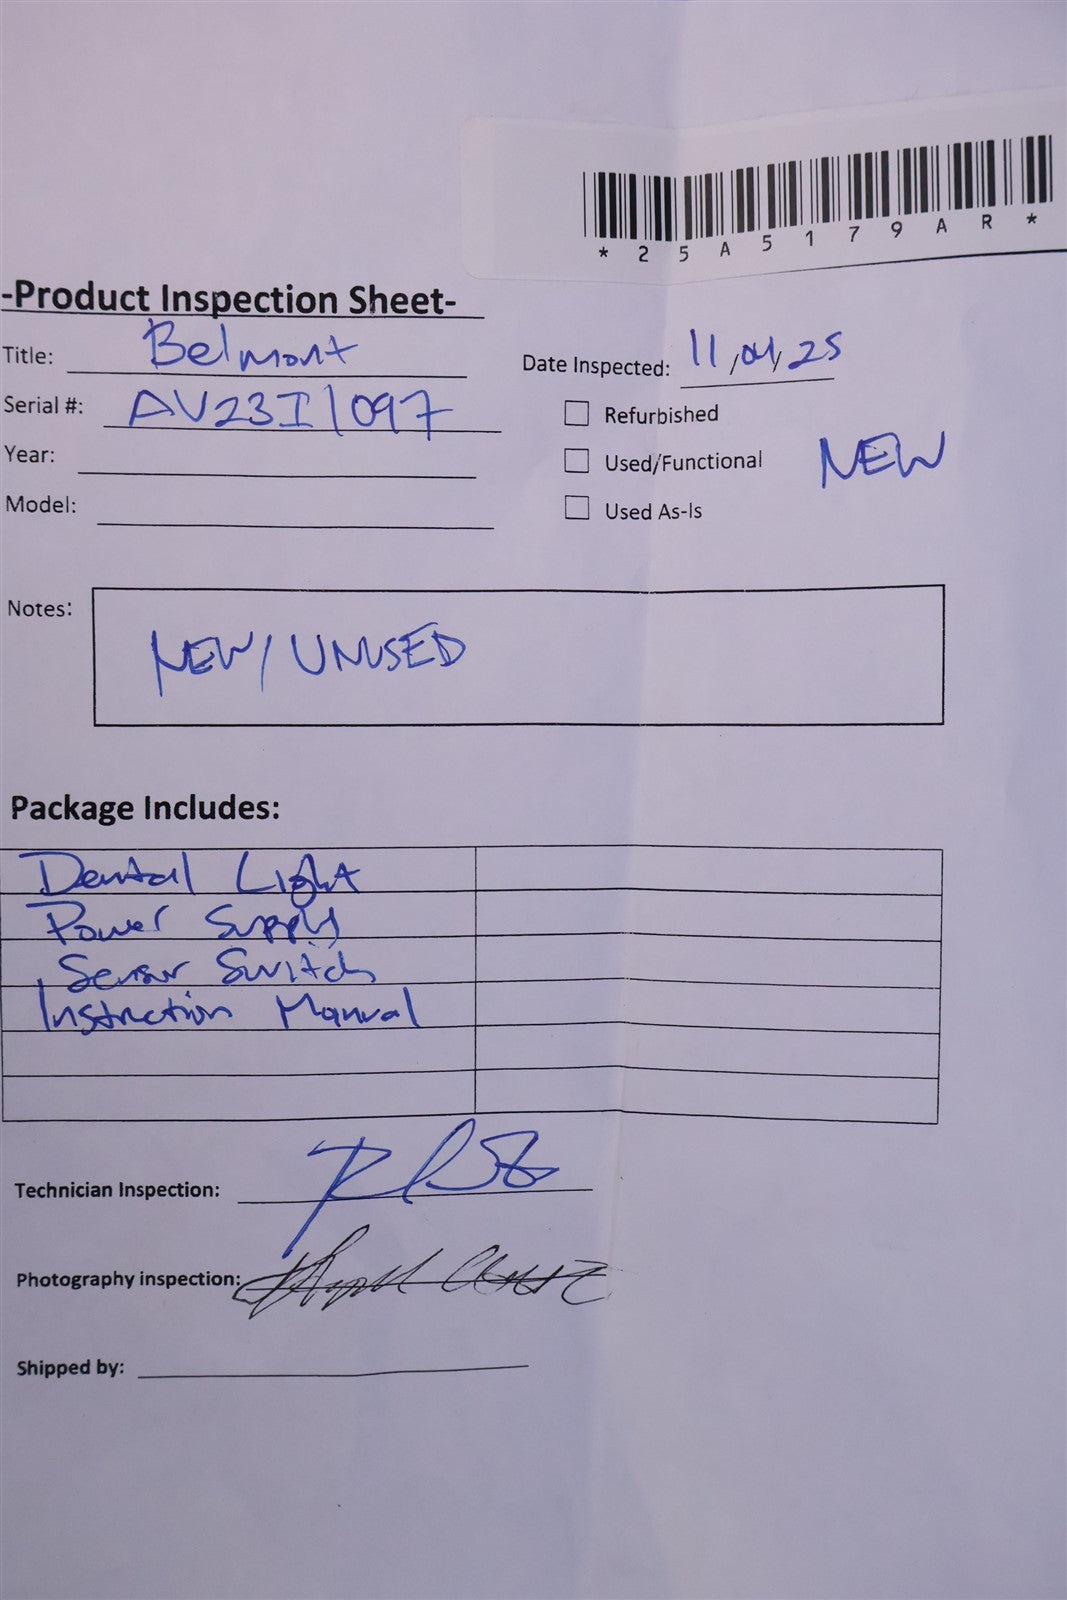 *25A5179AR*
-Product Inspection Sheet-
Title: Belmont
Date Inspected: 11/04/25
Serial #: AV23I1097
Refurbished
Year:
Used/Functional NEW
Model:
Used As-Is
Notes: NEW/UNUSED
Package Includes:
Dental Light
Power Supply
Sensor Switch
Instruction Manual
Technician Inspection:
Photography inspection:
Shipped by: